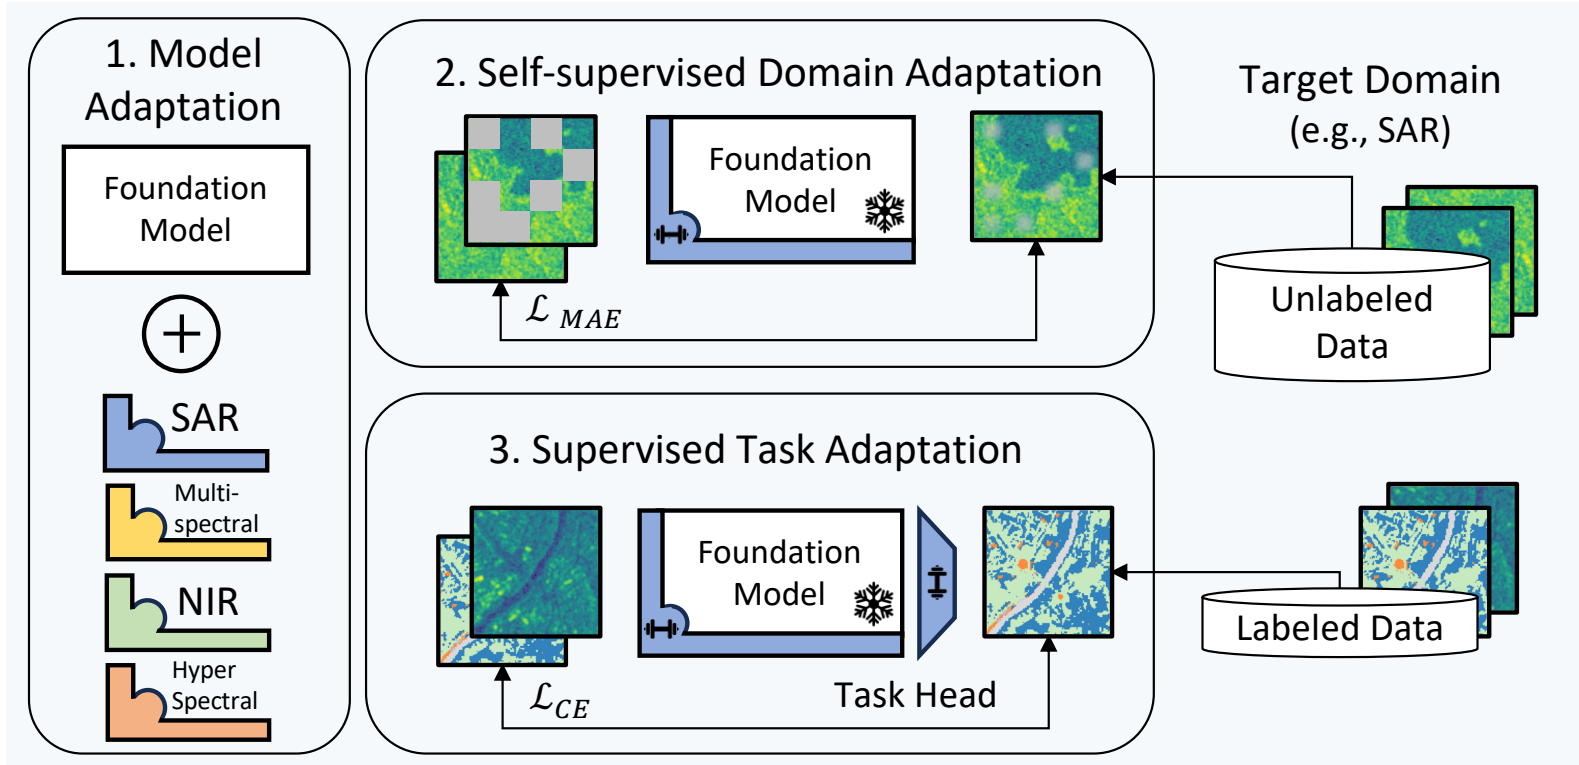 1. Model
Adaptation
Foundation
Model
SAR
Multi-
spectral
NIR
Hyper
Spectral
2. Self-supervised Domain Adaptation
Foundation
Model
ℒ MAE
3. Supervised Task Adaptation
Foundation
Model
ℒCE
Task Head
Target Domain
(e.g., SAR)
Unlabeled
Data
Labeled Data